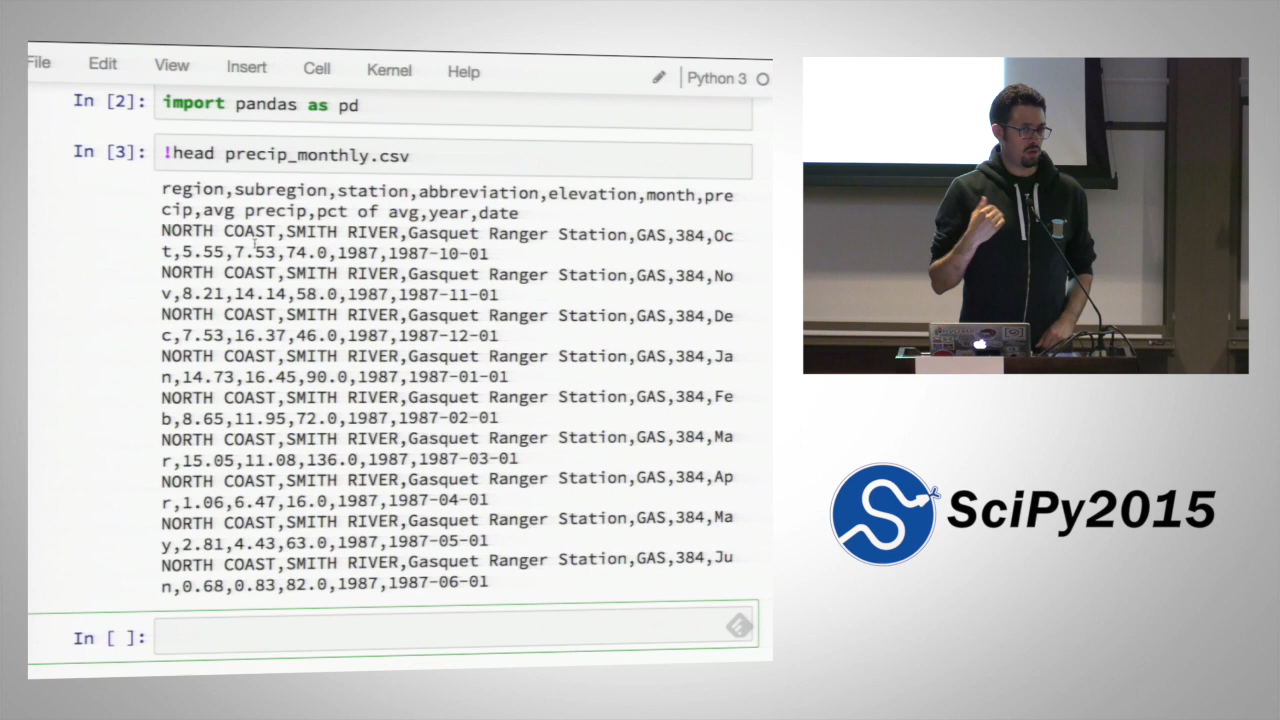 File Edit View Insert Cell Kernel Help Python 3
In [2]: import pandas as pd
In [3]: !head precip_monthly.csv
region,subregion,station,abbreviation,elevation,month,pre
cip,avg precip,pct of avg,year,date
NORTH COAST,SMITH RIVER,Gasquet Ranger Station,GAS,384,Oc
t,5.55,7.53,74.0,1987,1987-10-01
NORTH COAST,SMITH RIVER,Gasquet Ranger Station,GAS,384,No
v,8.21,14.14,58.0,1987,1987-11-01
NORTH COAST,SMITH RIVER,Gasquet Ranger Station,GAS,384,De
c,7.53,16.37,46.0,1987,1987-12-01
NORTH COAST,SMITH RIVER,Gasquet Ranger Station,GAS,384,Ja
n,14.73,16.45,90.0,1987,1987-01-01
NORTH COAST,SMITH RIVER,Gasquet Ranger Station,GAS,384,Fe
b,8.65,11.95,72.0,1987,1987-02-01
NORTH COAST,SMITH RIVER,Gasquet Ranger Station,GAS,384,Ma
r,15.05,11.08,136.0,1987,1987-03-01
NORTH COAST,SMITH RIVER,Gasquet Ranger Station,GAS,384,Ap
r,1.06,6.47,16.0,1987,1987-04-01
NORTH COAST,SMITH RIVER,Gasquet Ranger Station,GAS,384,Ma
y,2.81,4.43,63.0,1987,1987-05-01
NORTH COAST,SMITH RIVER,Gasquet Ranger Station,GAS,384,Ju
n,0.68,0.83,82.0,1987,1987-06-01
In [ ]:
SciPy2015